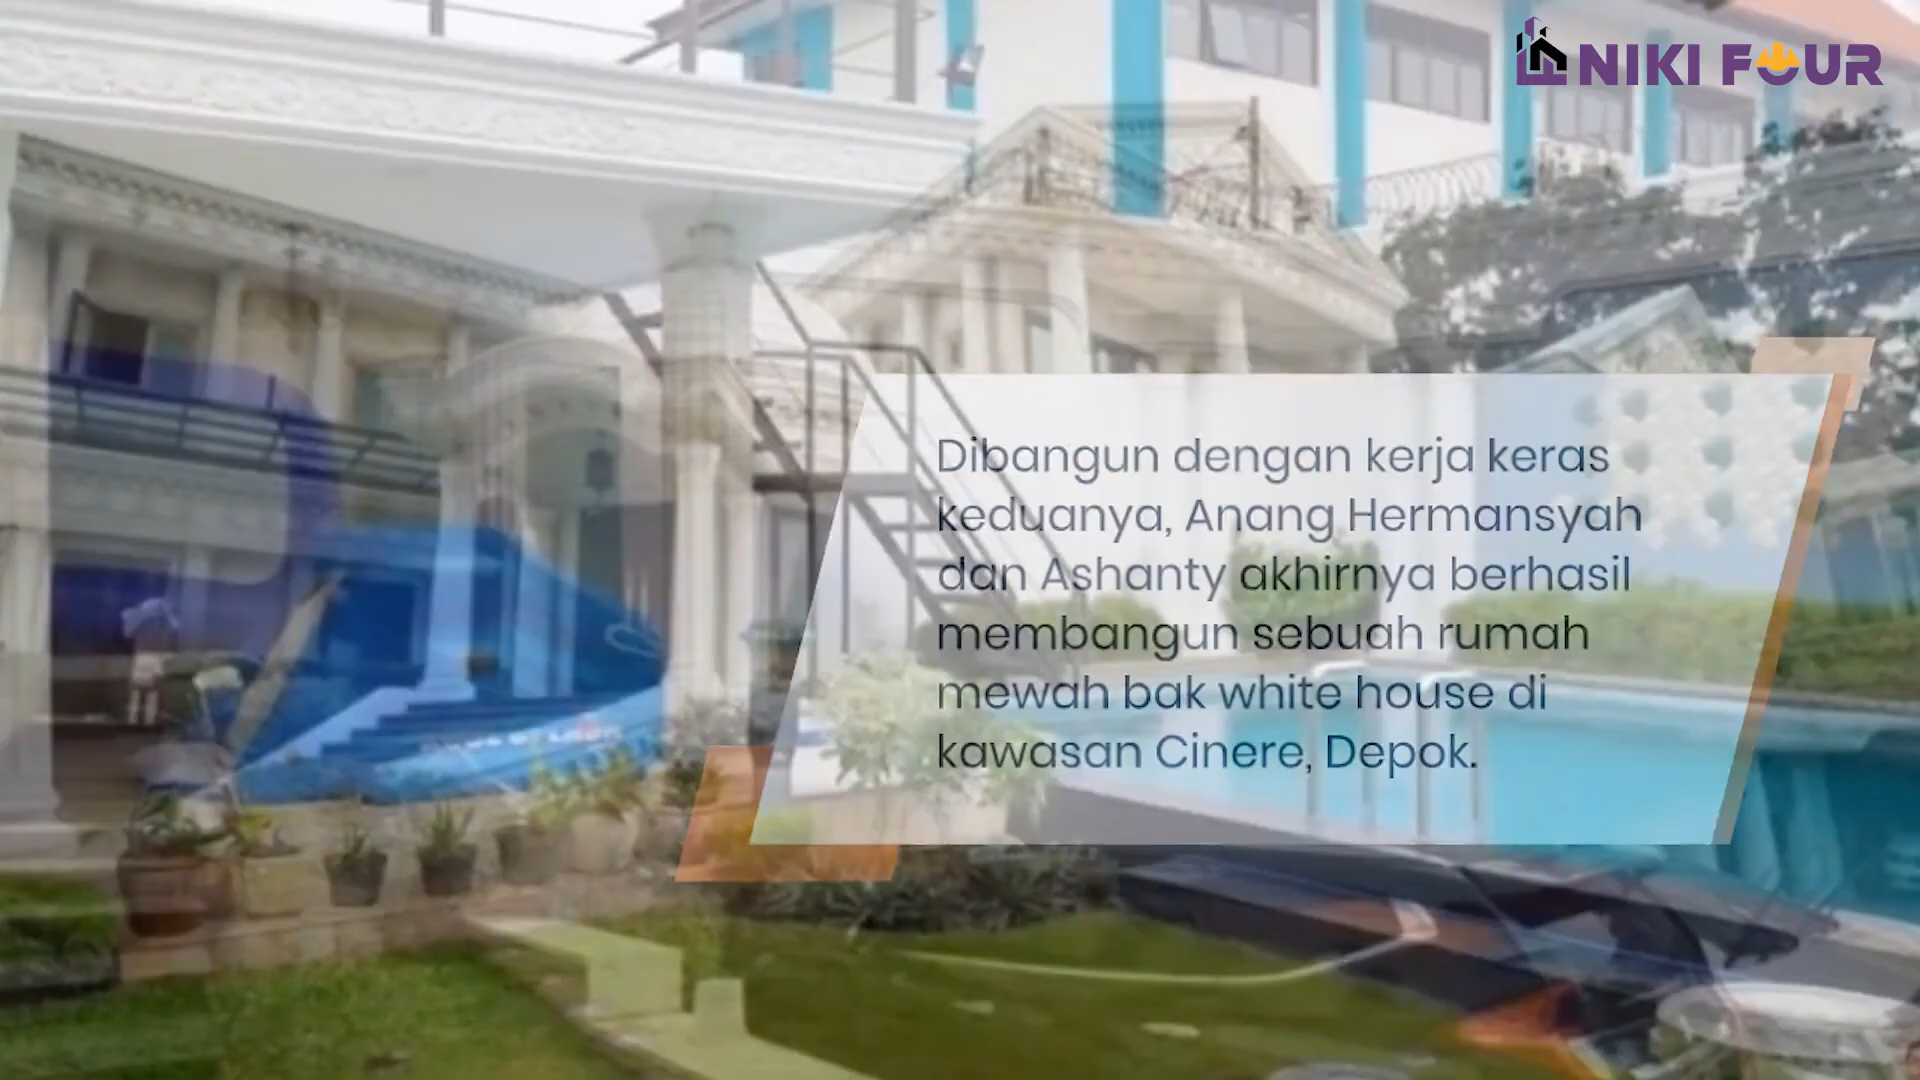 NIKI FOUR
Dibangun dengan kerja keras
keduanya, Anang Hermansyah
dan Ashanty akhirnya berhasil
membangun sebuah rumah
mewah bak white house di
kawasan Cinere, Depok.